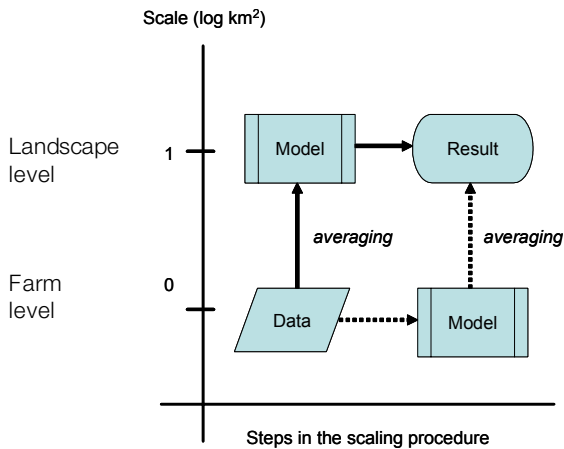 Scale (log km²)
Landscape
level
1
Model
Result
averaging
averaging
Farm
level
0
Data
Model
Steps in the scaling procedure